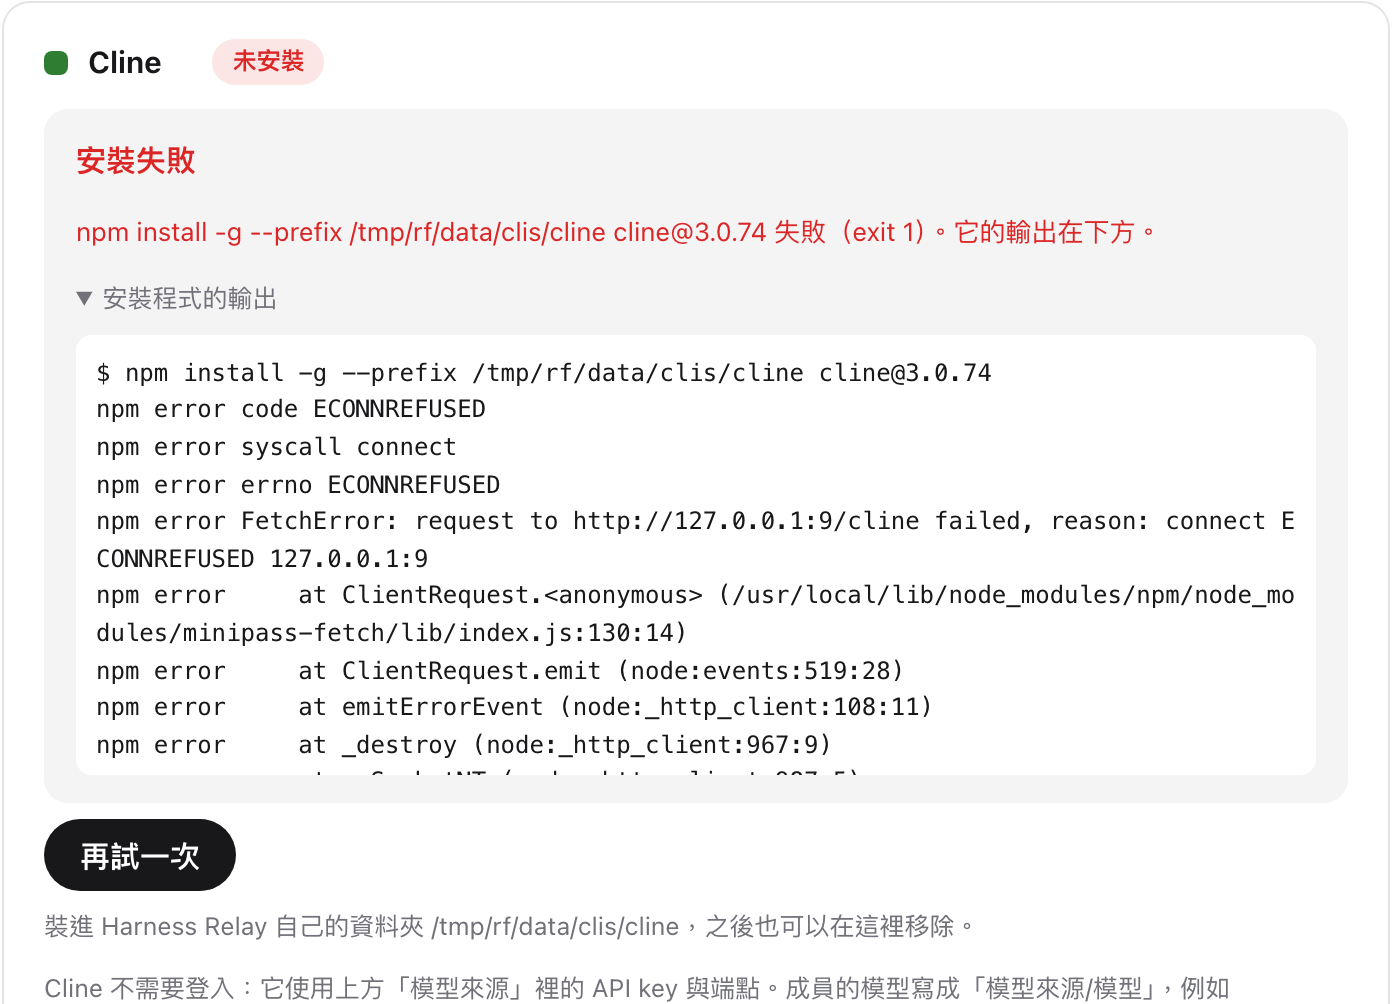 Cline
未安裝
安裝失敗
npm install -g --prefix /tmp/rf/data/clis/cline cline@3.0.74 失敗（exit 1）。它的輸出在下方。
▼ 安裝程式的輸出
$ npm install -g --prefix /tmp/rf/data/clis/cline cline@3.0.74
npm error code ECONNREFUSED
npm error syscall connect
npm error errno ECONNREFUSED
npm error FetchError: request to http://127.0.0.1:9/cline failed, reason: connect E
CONNREFUSED 127.0.0.1:9
npm error     at ClientRequest.<anonymous> (/usr/local/lib/node_modules/npm/node_mo
dules/minipass-fetch/lib/index.js:130:14)
npm error     at ClientRequest.emit (node:events:519:28)
npm error     at emitErrorEvent (node:_http_client:108:11)
npm error     at _destroy (node:_http_client:967:9)
再試一次
裝進 Harness Relay 自己的資料夾 /tmp/rf/data/clis/cline，之後也可以在這裡移除。
Cline 不需要登入：它使用上方「模型來源」裡的 API key 與端點。成員的模型寫成「模型來源/模型」，例如